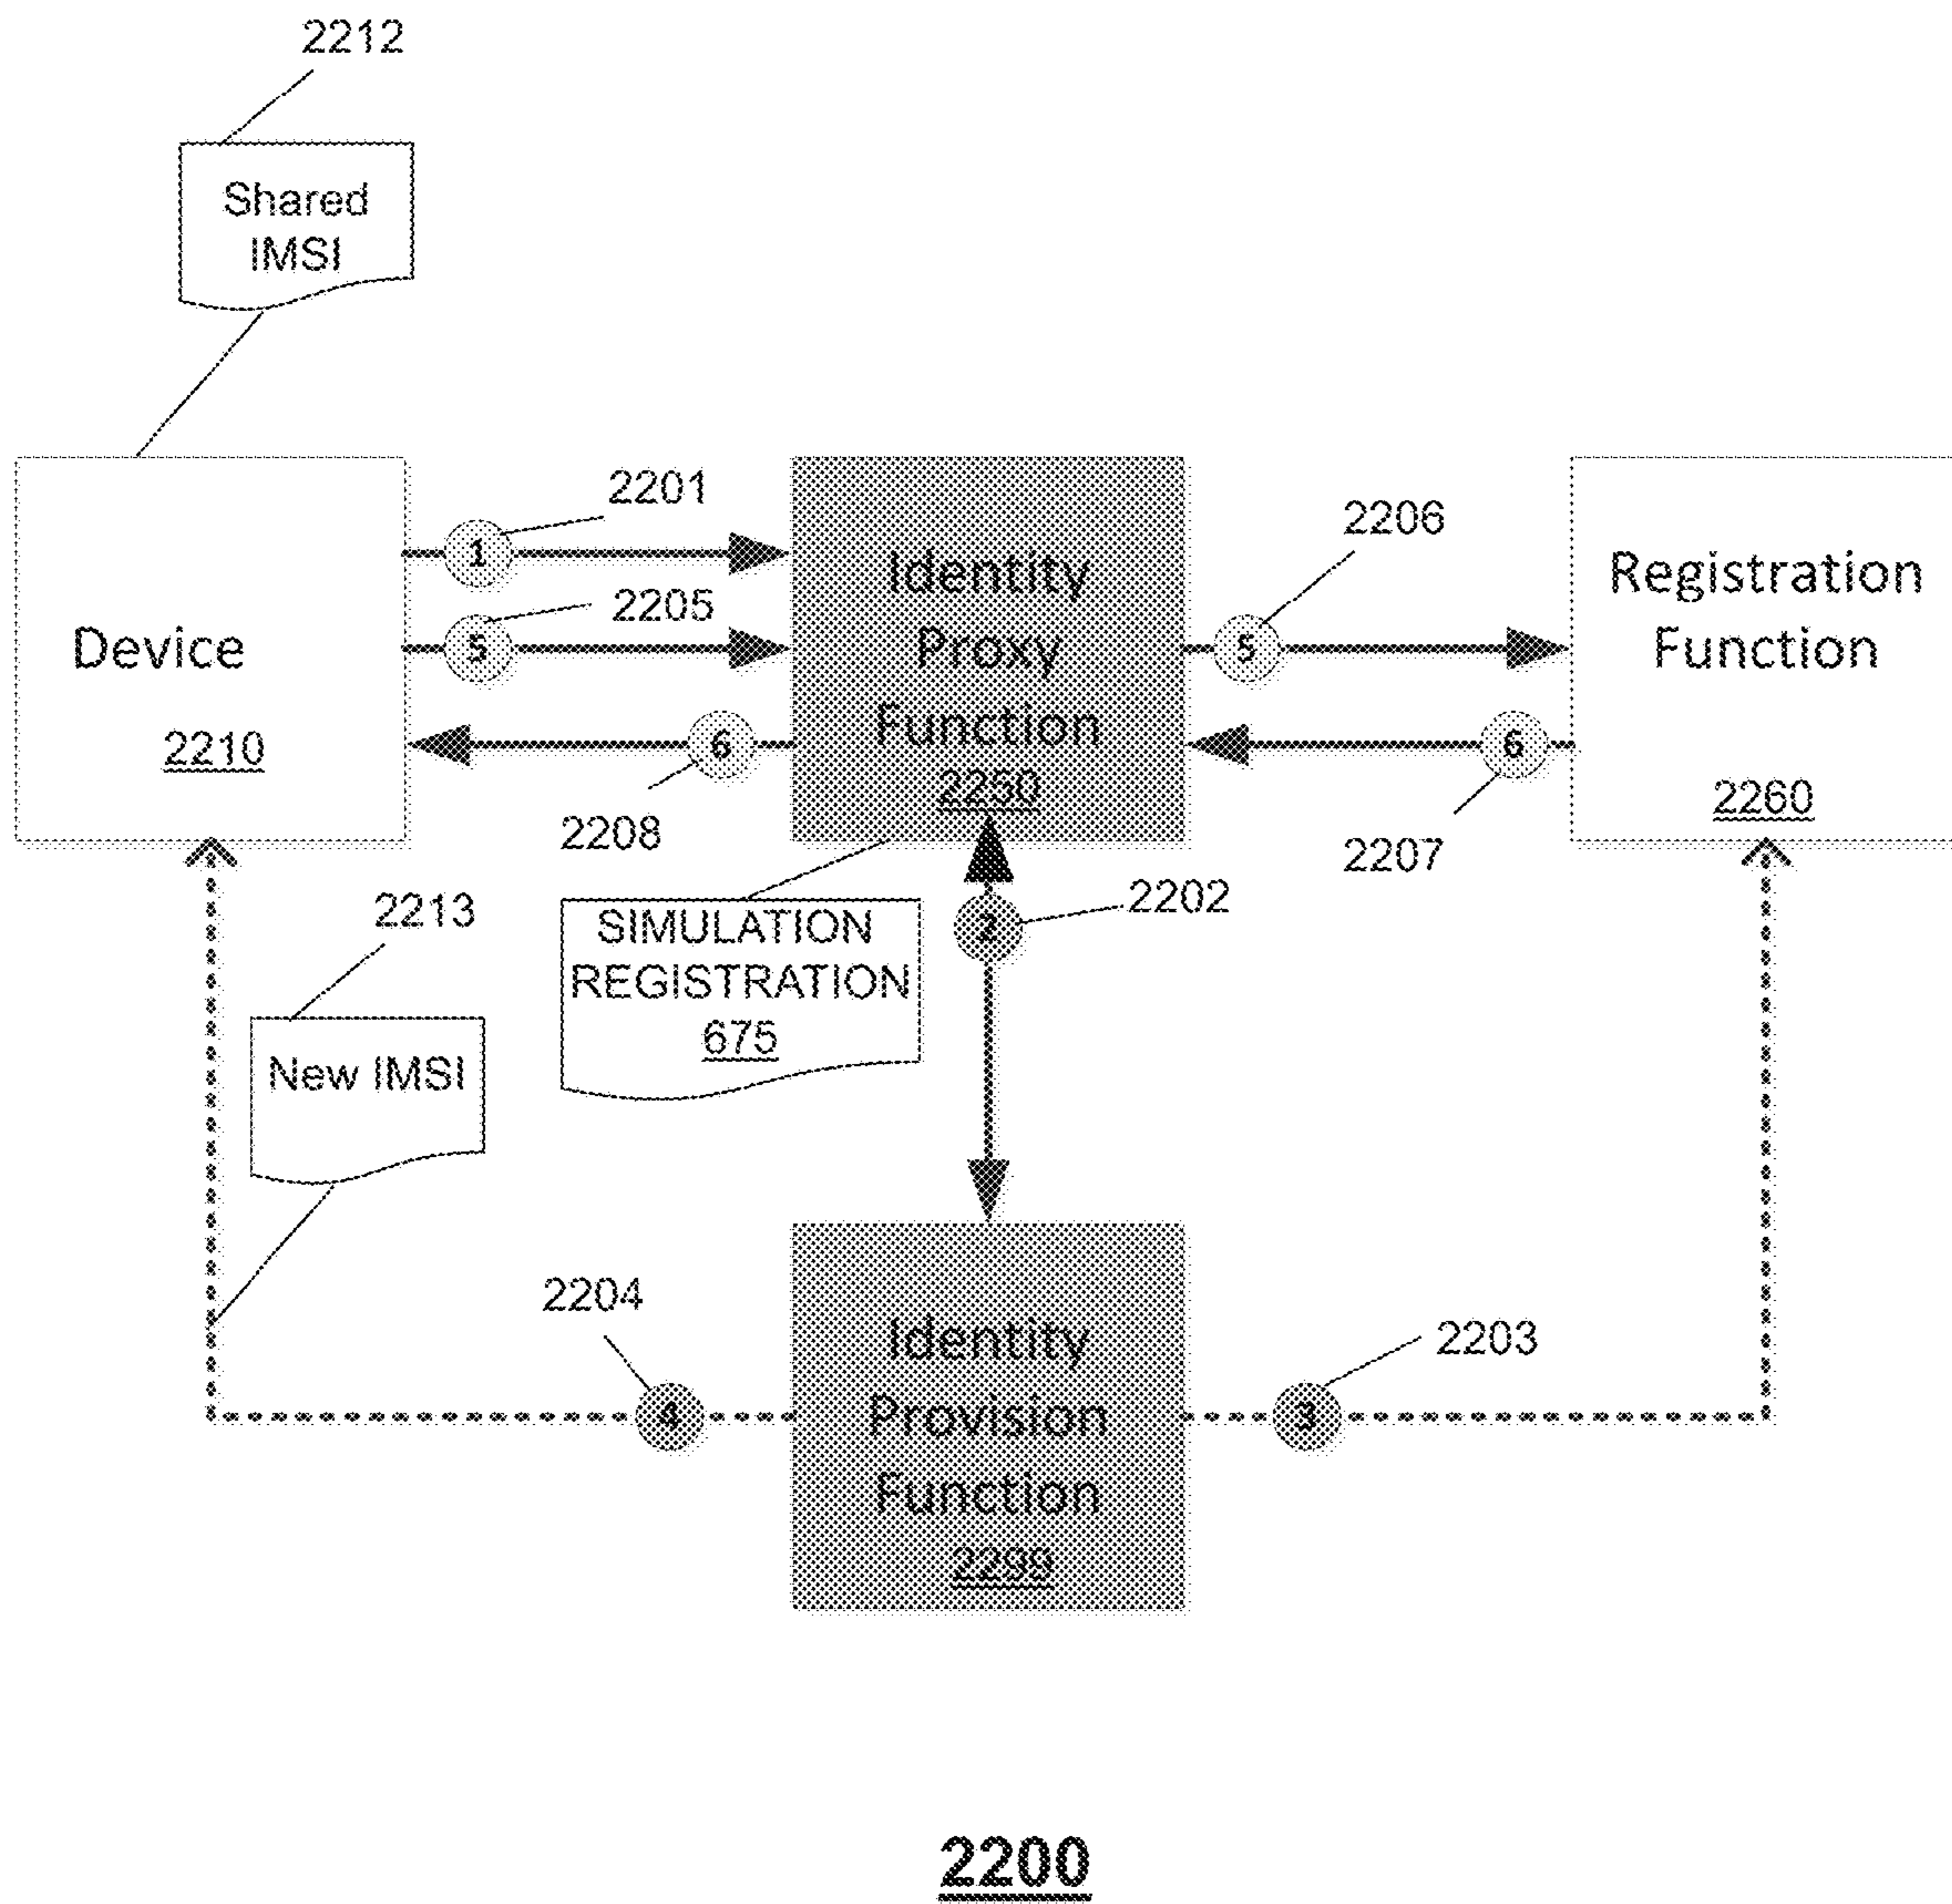 2212
Shared
IMSI
2201
2206
1
Identity
Registration
2205
Proxy
Function
Device
5
5
Function
2210
6
6
2250
2260
2208
2207
2213
2202
SIMULATION
2
REGISTRATION
675
New IMSI
2204
Identity
2203
4
Provision
3
Function
2299
2200